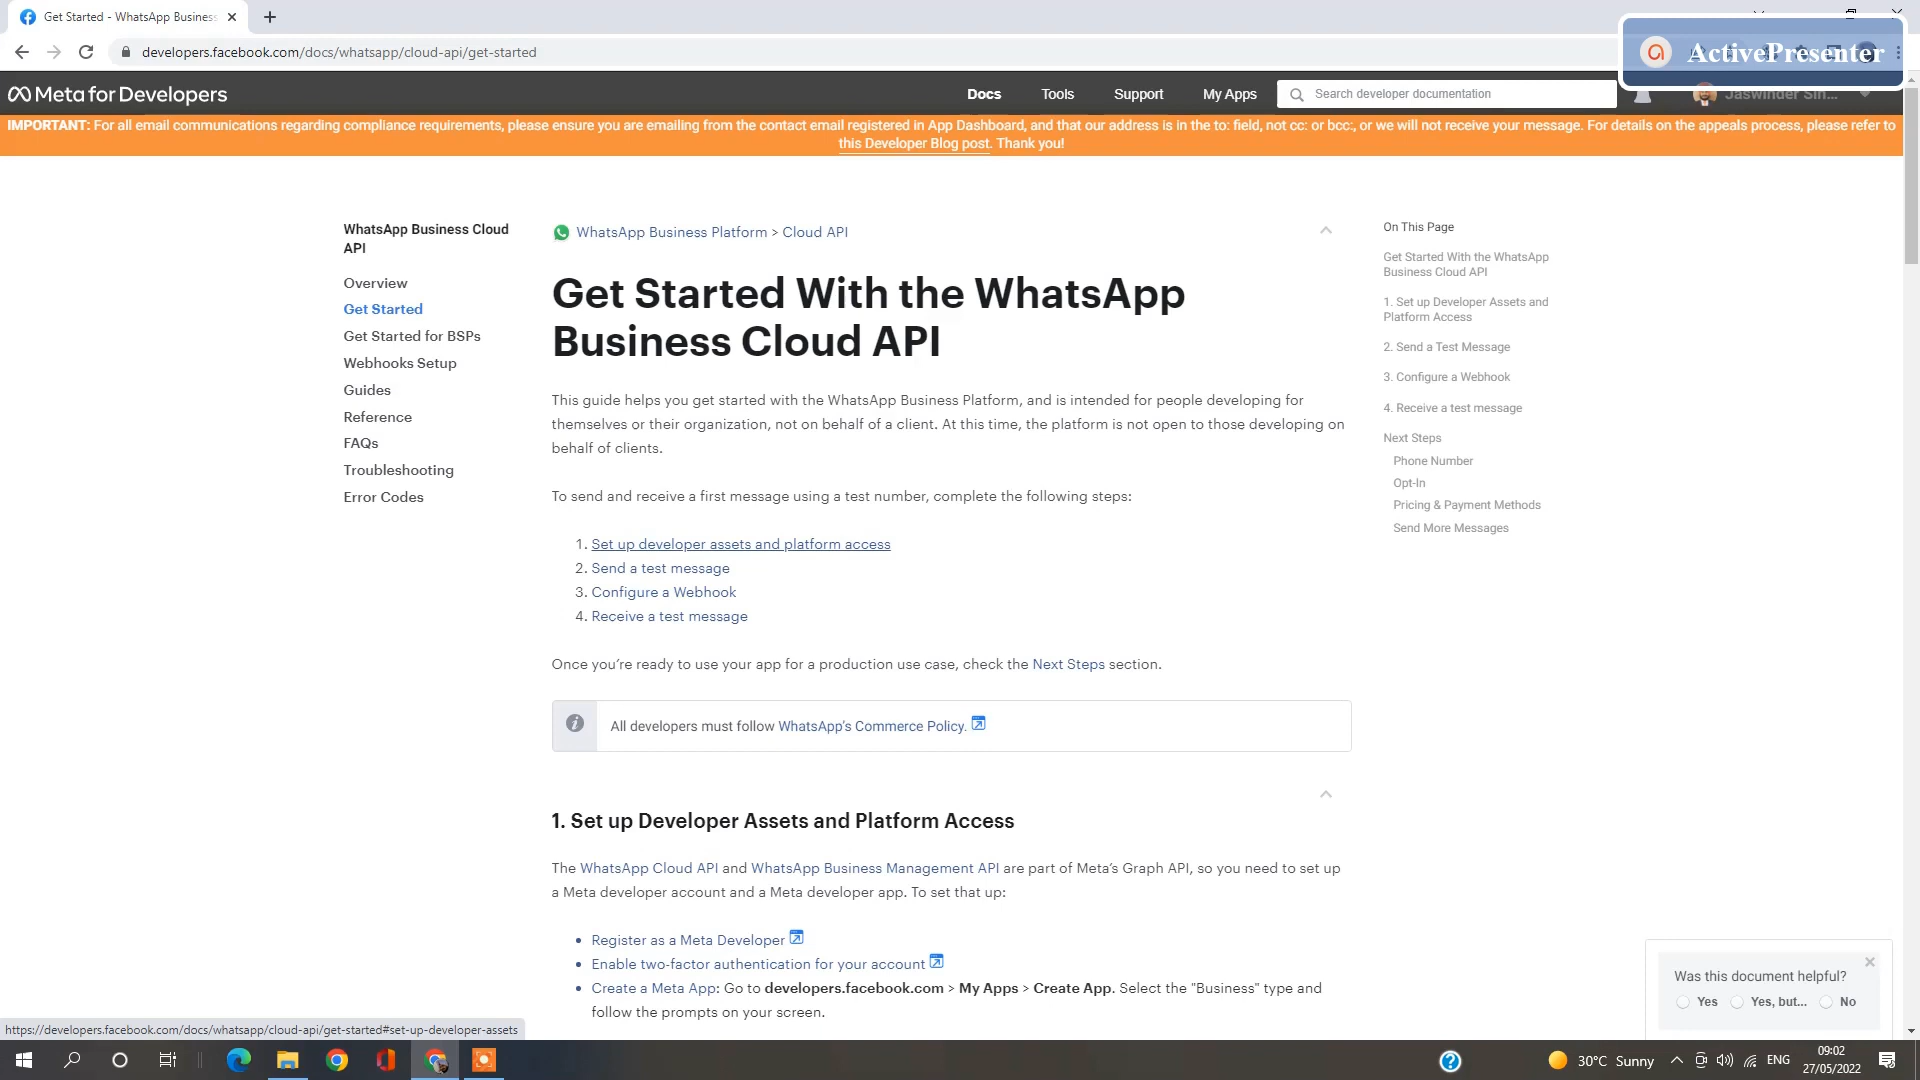 Get Started - WhatsApp Business
developers.facebook.com/docs/whatsapp/cloud-api/get-started
ActivePresenter
Meta for Developers
Docs
Tools
Support
My Apps
Search developer documentation
Jaswinder Sin...
IMPORTANT: For all email communications regarding compliance requirements, please ensure you are emailing from the contact email registered in App Dashboard, and that our address is in the to: field, not cc: or bcc:, or we will not receive your message. For details on the appeals process, please refer to
this Developer Blog post. Thank you!
WhatsApp Business Cloud
API
Overview
Get Started
Get Started for BSPs
Webhooks Setup
Guides
Reference
FAQs
Troubleshooting
Error Codes
WhatsApp Business Platform > Cloud API
Get Started With the WhatsApp
Business Cloud API
This guide helps you get started with the WhatsApp Business Platform, and is intended for people developing for
themselves or their organization, not on behalf of a client. At this time, the platform is not open to those developing on
behalf of clients.
To send and receive a first message using a test number, complete the following steps:
1. Set up developer assets and platform access
2. Send a test message
3. Configure a Webhook
4. Receive a test message
Once you’re ready to use your app for a production use case, check the Next Steps section.
All developers must follow WhatsApp’s Commerce Policy.
1. Set up Developer Assets and Platform Access
The WhatsApp Cloud API and WhatsApp Business Management API are part of Meta’s Graph API, so you need to set up
a Meta developer account and a Meta developer app. To set that up:
• Register as a Meta Developer
• Enable two-factor authentication for your account
• Create a Meta App: Go to developers.facebook.com > My Apps > Create App. Select the "Business" type and
follow the prompts on your screen.
On This Page
Get Started With the WhatsApp
Business Cloud API
1. Set up Developer Assets and
Platform Access
2. Send a Test Message
3. Configure a Webhook
4. Receive a test message
Next Steps
Phone Number
Opt-In
Pricing & Payment Methods
Send More Messages
Was this document helpful?
Yes
Yes, but...
No
https://developers.facebook.com/docs/whatsapp/cloud-api/get-started#set-up-developer-assets
30°C Sunny
ENG
09:02
27/05/2022